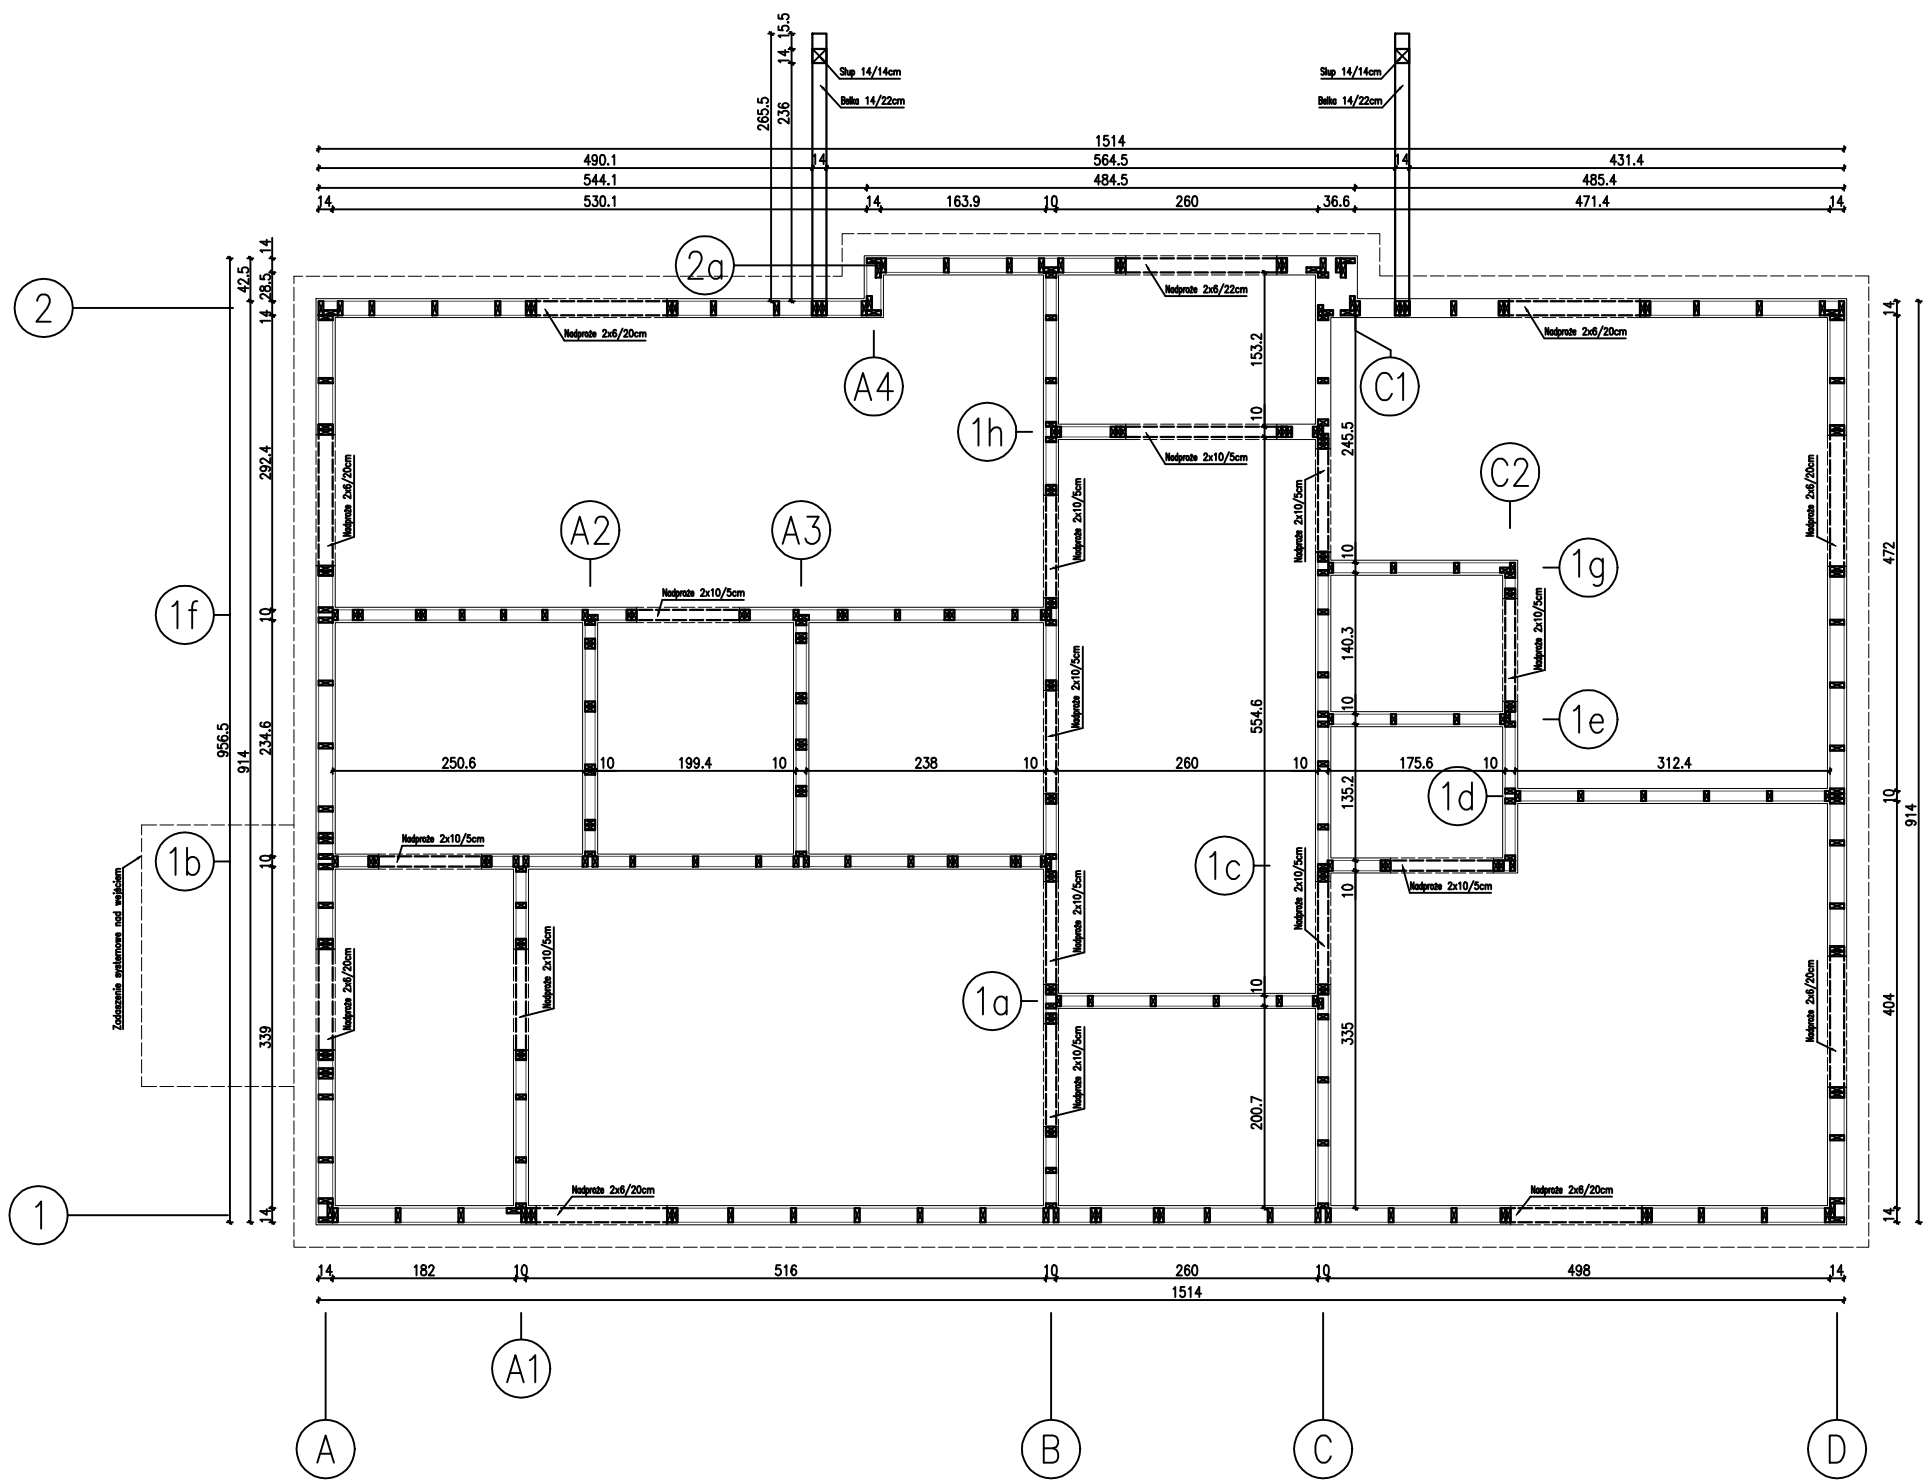 15.5
14
236
265.5
Słup 14/14cm
Belka 14/22cm
Słup 14/14cm
Belka 14/22cm
1514
490.1 14 564.5 14 431.4
544.1 484.5 485.4
14 530.1 14 163.9 10 260 36.6 471.4 14
14
42.5
28.5
14
2
2a
Nadproże 2x6/20cm
Nadproże 2x6/22cm
Nadproże 2x6/20cm
14
153.2
A4
C1
10
1h
Nadproże 2x10/5cm
245.5
292.4
Nadproże 2x6/20cm
C2
Nadproże 2x10/5cm
Nadproże 2x10/5cm
Nadproże 2x6/20cm
A2
A3
10
1g
472
1f
10
Nadproże 2x10/5cm
Nadproże 2x10/5cm
140.3
Nadproże 2x10/5cm
10
1e
956.5
914
234.6
554.6
250.6 10 199.4 10 238 10 260 10 175.6 10 312.4
135.2
1d
10
914
1b
10
Nadproże 2x10/5cm
1c
Nadproże 2x10/5cm
10
Nadproże 2x10/5cm
Zadaszenie systemowe nad wejściem
Nadproże 2x6/20cm
Nadproże 2x10/5cm
Nadproże 2x10/5cm
10
1a
Nadproże 2x6/20cm
404
339
335
Nadproże 2x10/5cm
200.7
1
14
Nadproże 2x6/20cm
Nadproże 2x6/20cm
14
14 182 10 516 10 260 10 498 14
1514
A1
A
B
C
D